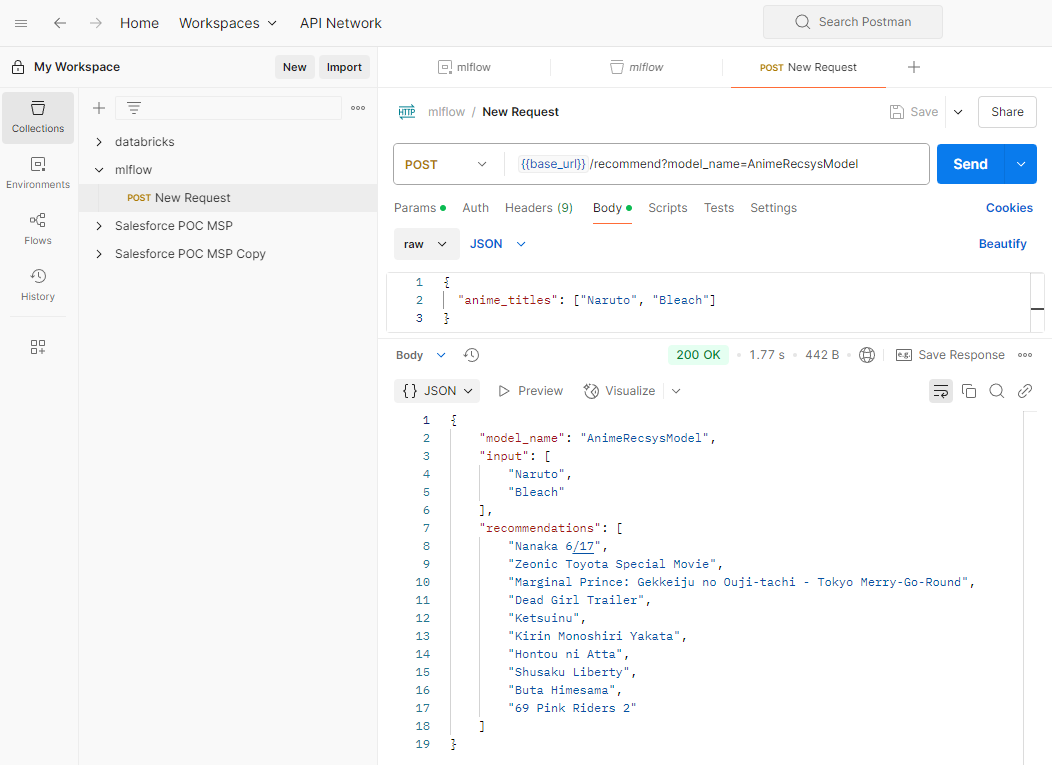 Home Workspaces API Network Search Postman
My Workspace New Import
mlflow mlflow POST New Request
Collections
Environments
Flows
History
databricks
mlflow
POST New Request
Salesforce POC MSP
Salesforce POC MSP Copy
HTTP mlflow / New Request Save Share
POST {{base_url}} /recommend?model_name=AnimeRecsysModel Send
Params Auth Headers (9) Body Scripts Tests Settings Cookies
raw JSON Beautify
1 {
2 "anime_titles": ["Naruto", "Bleach"]
3 }
Body 200 OK 1.77 s 442 B e.g. Save Response
{} JSON Preview Visualize
1 {
2 "model_name": "AnimeRecsysModel",
3 "input": [
4 "Naruto",
5 "Bleach"
6 ],
7 "recommendations": [
8 "Nanaka 6/17",
9 "Zeonic Toyota Special Movie",
10 "Marginal Prince: Gekkeiju no Ouji-tachi - Tokyo Merry-Go-Round",
11 "Dead Girl Trailer",
12 "Ketsuinu",
13 "Kirin Monoshiri Yakata",
14 "Hontou ni Atta",
15 "Shusaku Liberty",
16 "Buta Himesama",
17 "69 Pink Riders 2"
18 ]
19 }